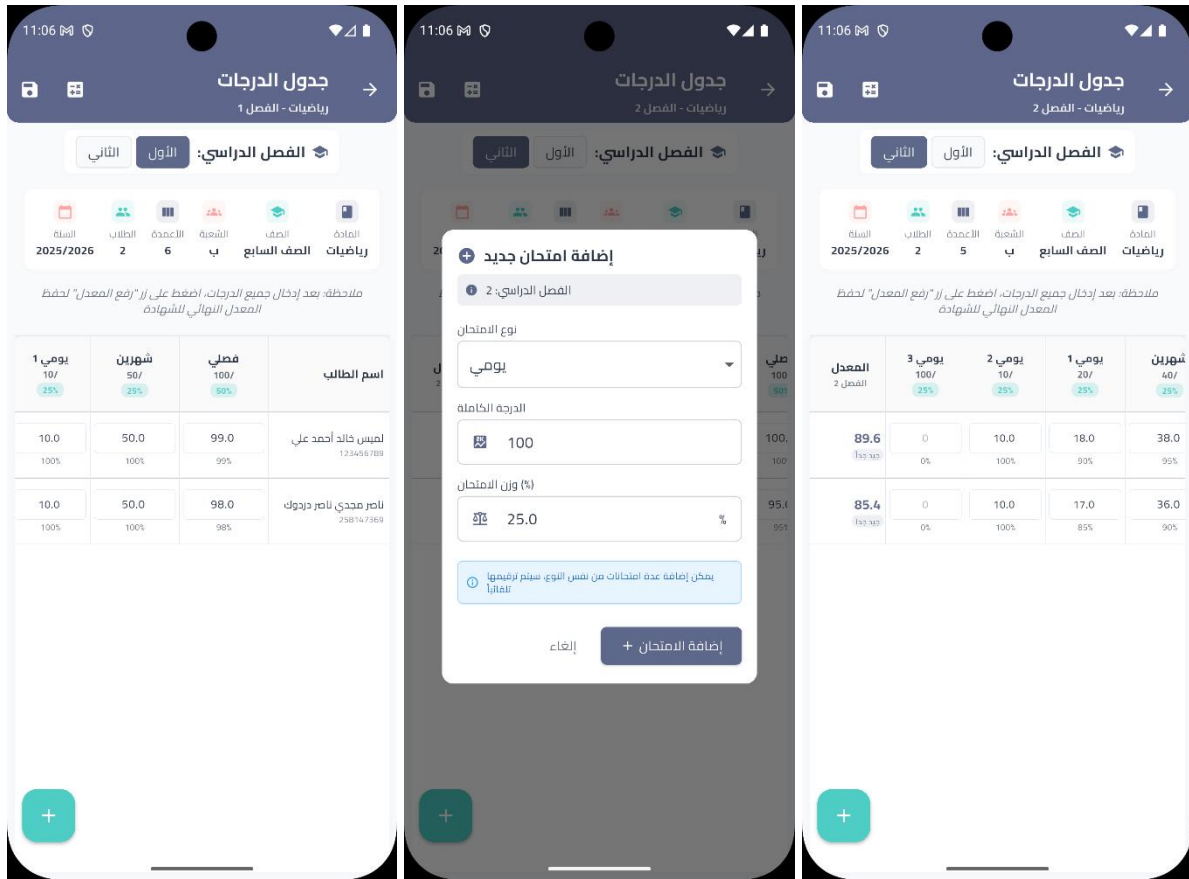 11:06
جدول الدرجات
رياضيات - الفصل 1
الفصل الدراسي:
الأول
الثاني
المادة
رياضيات
الصف
الصف السابع
الشعبة
ب
الأعمدة
6
الطلاب
2
السنة
2025/2026
ملاحظة: بعد إدخال جميع الدرجات، اضغط على زر "رفع المعدل" لحفظ
المعدل النهائي للشهادة
اسم الطالب
فصلي
/100
50%
شهرين
/50
25%
يومي 1
/10
25%
لميس خالد أحمد علي
123456789
99.0
99%
50.0
100%
10.0
100%
ناصر مجدي ناصر دردوك
258147369
98.0
98%
50.0
100%
10.0
100%
+
11:06
جدول الدرجات
رياضيات - الفصل 2
الفصل الدراسي:
الأول
الثاني
إضافة امتحان جديد
الفصل الدراسي: 2
نوع الامتحان
يومي
الدرجة الكاملة
100
(%) وزن الامتحان
25.0
%
يمكن إضافة عدة امتحانات من نفس النوع، سيتم ترقيمها
تلقائياً
إضافة الامتحان +
إلغاء
+
11:06
جدول الدرجات
رياضيات - الفصل 2
الفصل الدراسي:
الأول
الثاني
المادة
رياضيات
الصف
الصف السابع
الشعبة
ب
الأعمدة
5
الطلاب
2
السنة
2025/2026
ملاحظة: بعد إدخال جميع الدرجات، اضغط على زر "رفع المعدل" لحفظ
المعدل النهائي للشهادة
شهرين
/40
25%
يومي 1
/20
25%
يومي 2
/10
25%
يومي 3
/100
25%
المعدل
الفصل 2
38.0
95%
18.0
90%
10.0
100%
0
0%
89.6
جيد جداً
36.0
90%
17.0
85%
10.0
100%
0
0%
85.4
جيد جداً
+